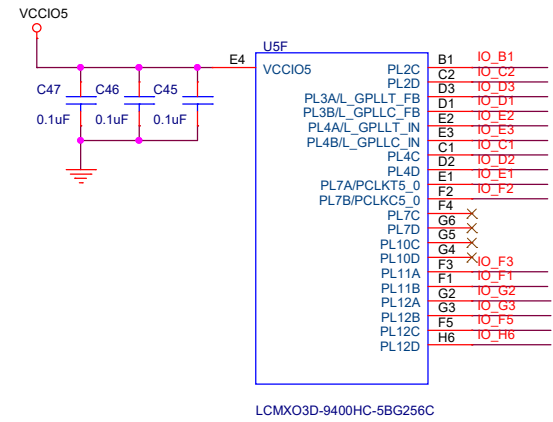 VCCIO5
U5F
E4
VCCIO5
C47 C46 C45
0.1uF 0.1uF 0.1uF
PL2C B1 IO_B1
PL2D C2 IO_C2
PL3A/L_GPLLT_FB D3 IO_D3
PL3B/L_GPLLC_FB D1 IO_D1
PL4A/L_GPLLT_IN E2 IO_E2
PL4B/L_GPLLC_IN E3 IO_E3
PL4C C1 IO_C1
PL4D D2 IO_D2
PL7A/PCLKT5_0 E1 IO_E1
PL7B/PCLKC5_0 F2 IO_F2
PL7C F4
PL7D G6
PL10C G5
PL10D G4
PL11A F3 IO_F3
PL11B F1 IO_F1
PL12A G2 IO_G2
PL12B G3 IO_G3
PL12C F5 IO_F5
PL12D H6 IO_H6
LCMXO3D-9400HC-5BG256C